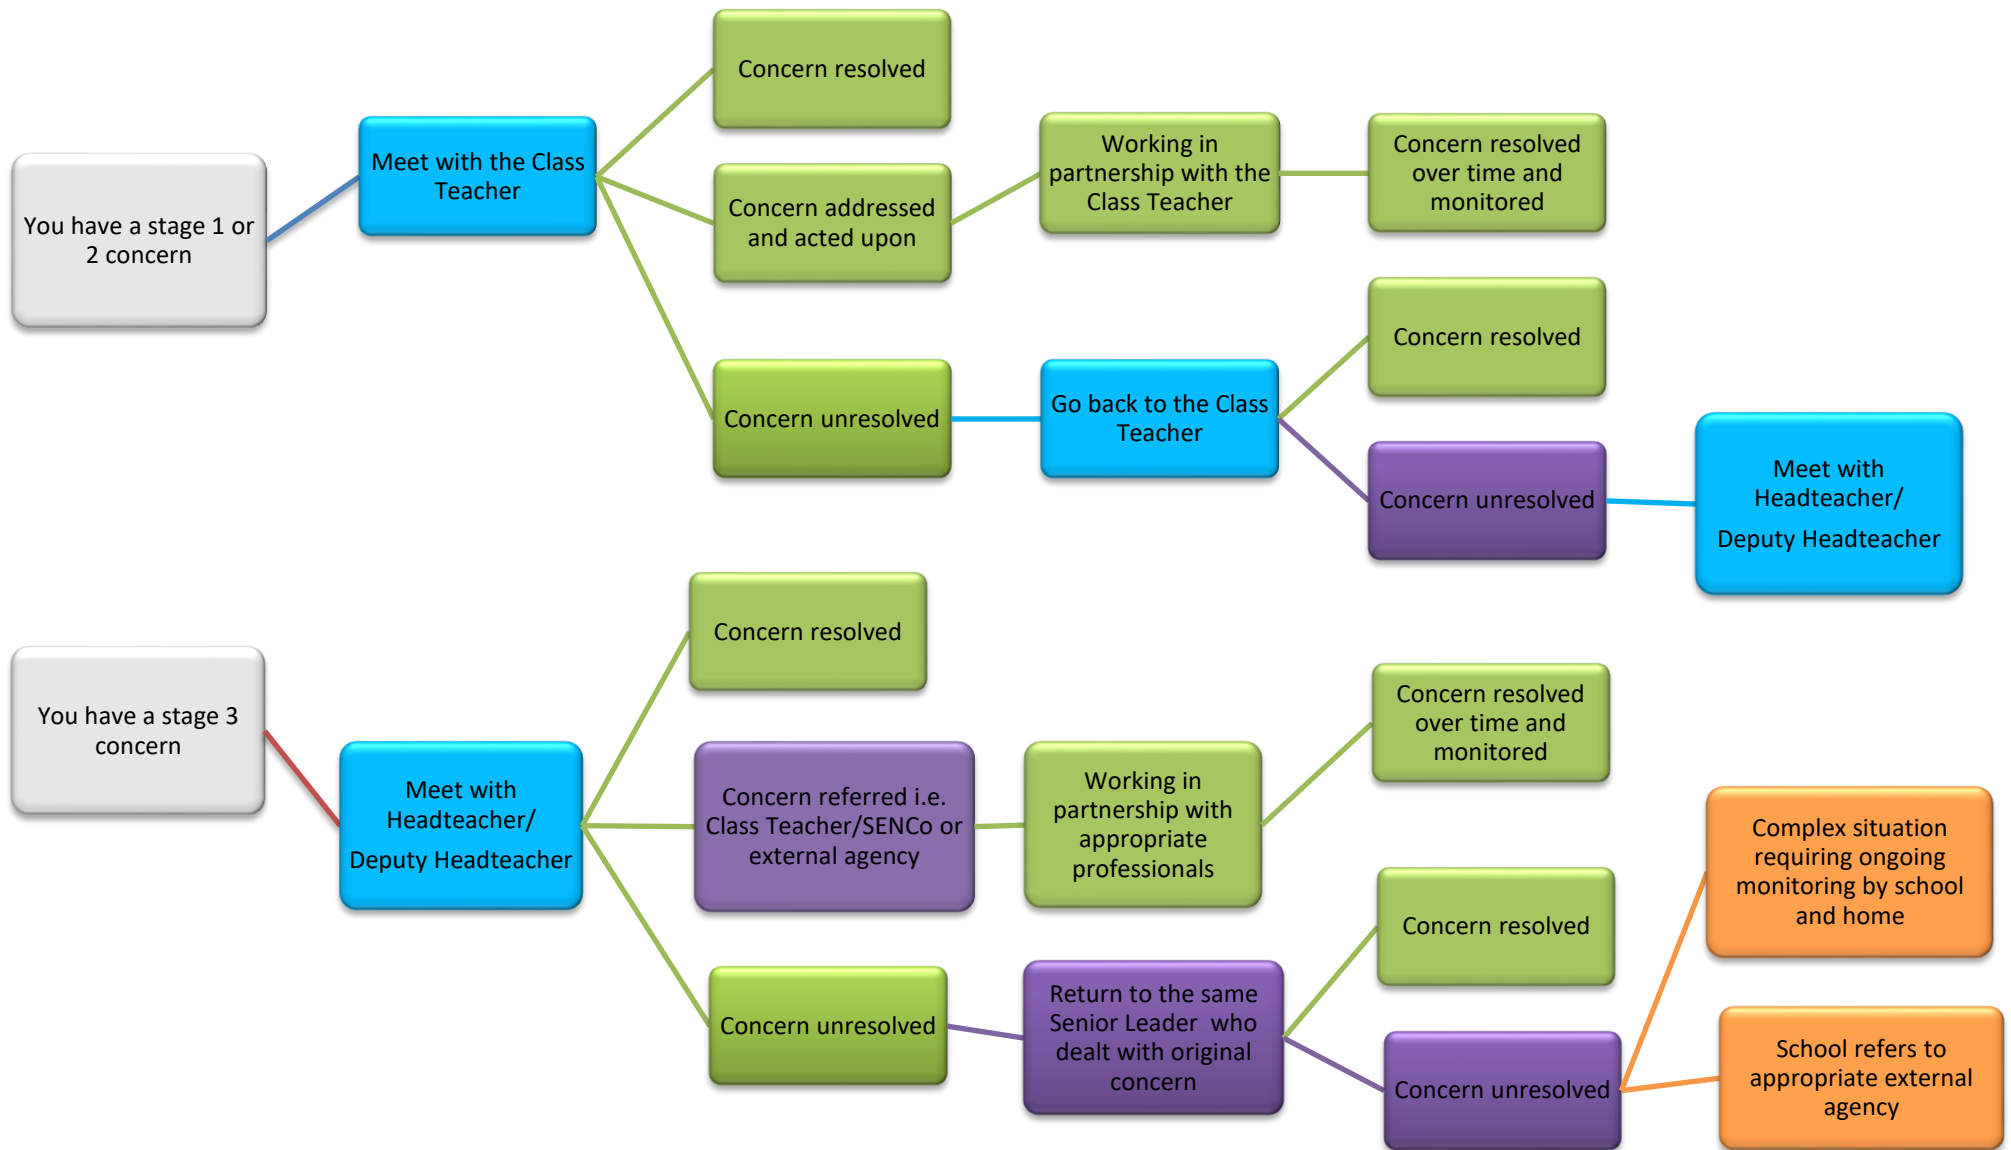 Concern resolved
Meet with the Class
Teacher
Working in
partnership with the
Class Teacher
Concern resolved
over time and
monitored
You have a stage 1 or
2 concern
Concern addressed
and acted upon
Concern resolved
Concern unresolved
Go back to the Class
Teacher
Concern unresolved
Meet with
Headteacher/
Deputy Headteacher
Concern resolved
You have a stage 3
concern
Concern resolved
over time and
monitored
Meet with
Headteacher/
Deputy Headteacher
Concern referred i.e.
Class Teacher/SENCo or
external agency
Working in
partnership with
appropriate
professionals
Complex situation
requiring ongoing
monitoring by school
and home
Concern resolved
Concern unresolved
Return to the same
Senior Leader who
dealt with original
concern
Concern unresolved
School refers to
appropriate external
agency